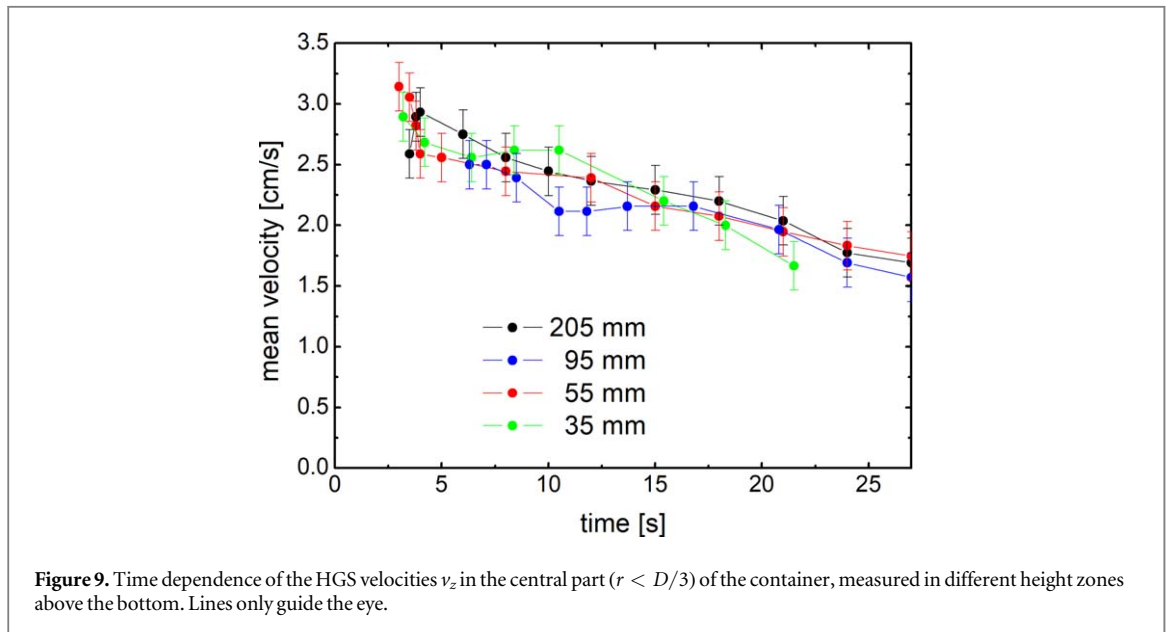 3.5
3.0
2.5
2.0
1.5
1.0
0.5
0.0
mean velocity [cm/s]
205 mm
95 mm
55 mm
35 mm
0 5 10 15 20 25
time [s]
Figure 9. Time dependence of the HGS velocities v_z in the central part (r < D/3) of the container, measured in different height zones
above the bottom. Lines only guide the eye.